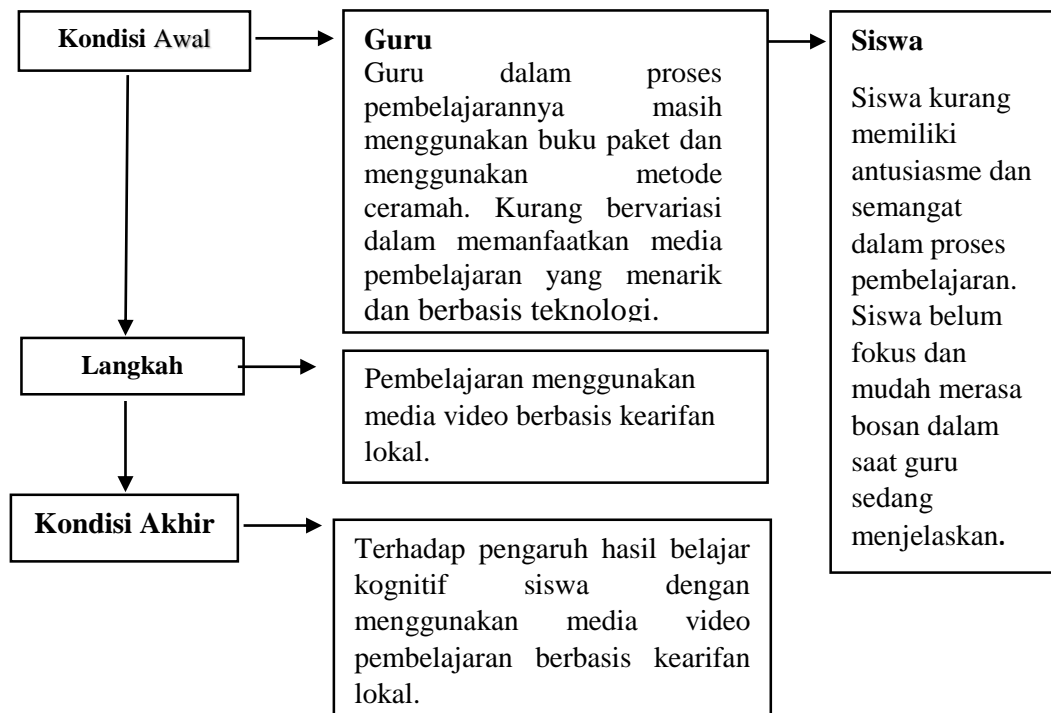 Kondisi Awal
Guru
Guru dalam proses
pembelajarannya masih
menggunakan buku paket dan
menggunakan metode
ceramah. Kurang bervariasi
dalam memanfaatkan media
pembelajaran yang menarik
dan berbasis teknologi.
Siswa
Siswa kurang
memiliki
antusiasme dan
semangat
dalam proses
pembelajaran.
Siswa belum
fokus dan
mudah merasa
bosan dalam
saat guru
sedang
menjelaskan.
Langkah
Pembelajaran menggunakan
media video berbasis kearifan
lokal.
Kondisi Akhir
Terhadap pengaruh hasil belajar
kognitif siswa dengan
menggunakan media video
pembelajaran berbasis kearifan
lokal.